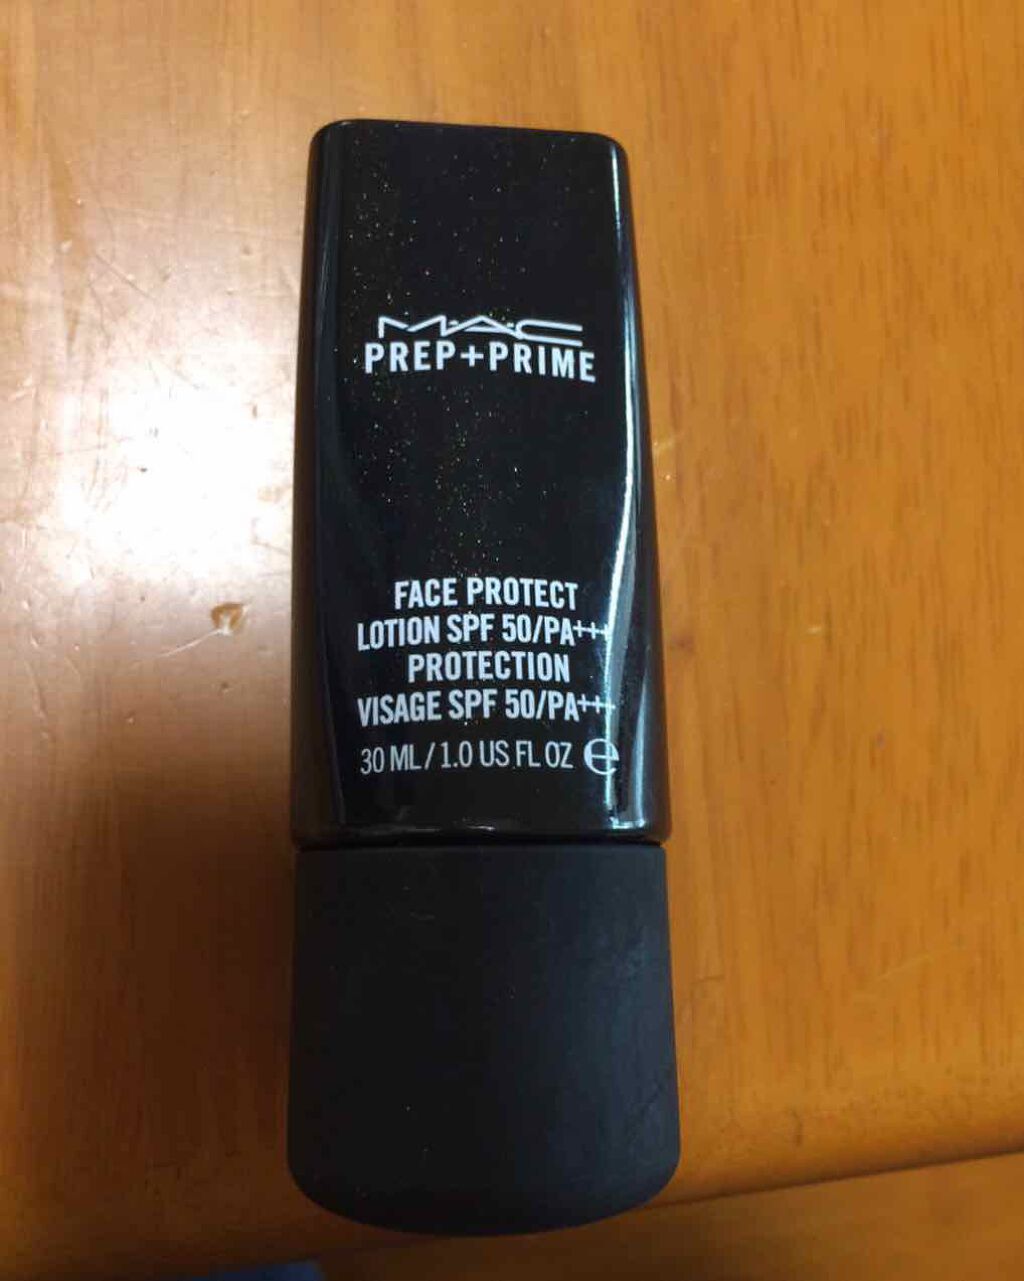 M·A·C
PREP+PRIME
FACE PROTECT
LOTION SPF 50/PA+++
PROTECTION
VISAGE SPF 50/PA+++
30 ML / 1.0 US FL OZ ℮